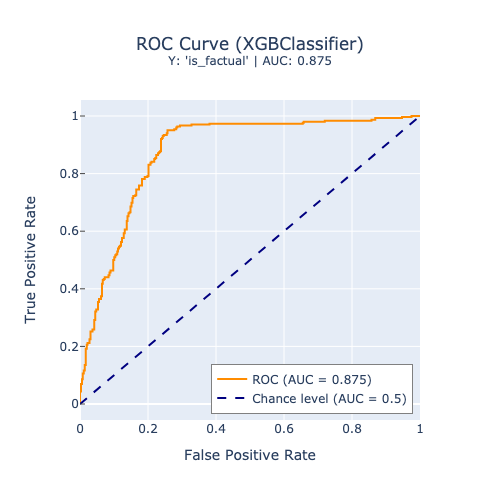 ROC Curve (XGBClassifier)
Y: 'is_factual' | AUC: 0.875
True Positive Rate
1
0.8
0.6
0.4
0.2
0
ROC (AUC = 0.875)
Chance level (AUC = 0.5)
0 0.2 0.4 0.6 0.8 1
False Positive Rate